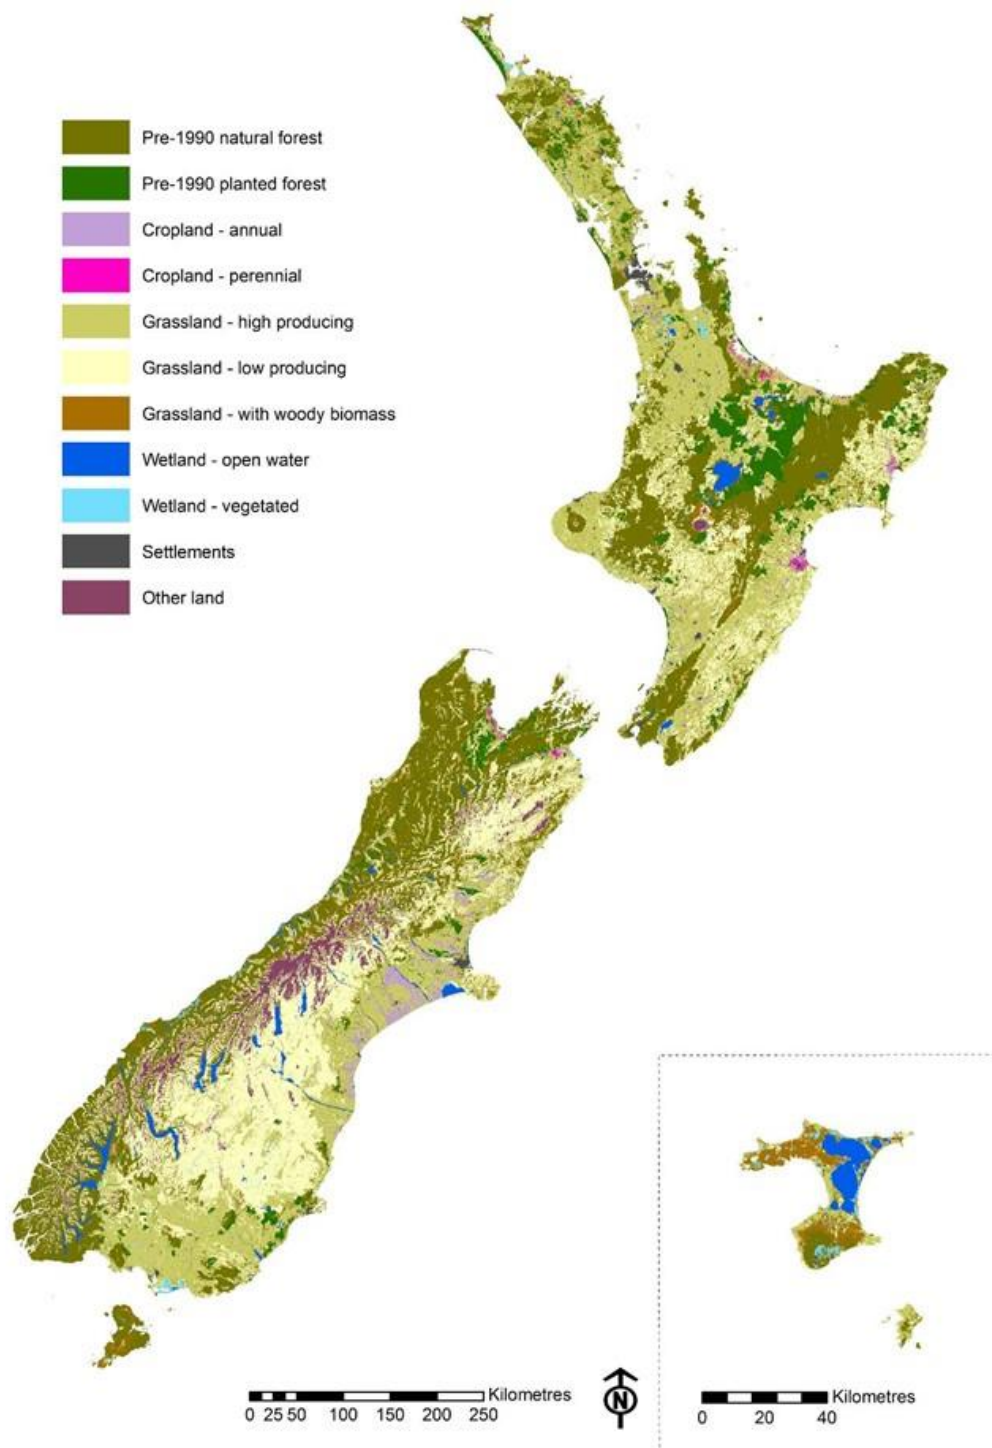 Pre-1990 natural forest
Pre-1990 planted forest
Cropland - annual
Cropland - perennial
Grassland - high producing
Grassland - low producing
Grassland - with woody biomass
Wetland - open water
Wetland - vegetated
Settlements
Other land
Kilometres
0 25 50 100 150 200 250
N
Kilometres
0 20 40